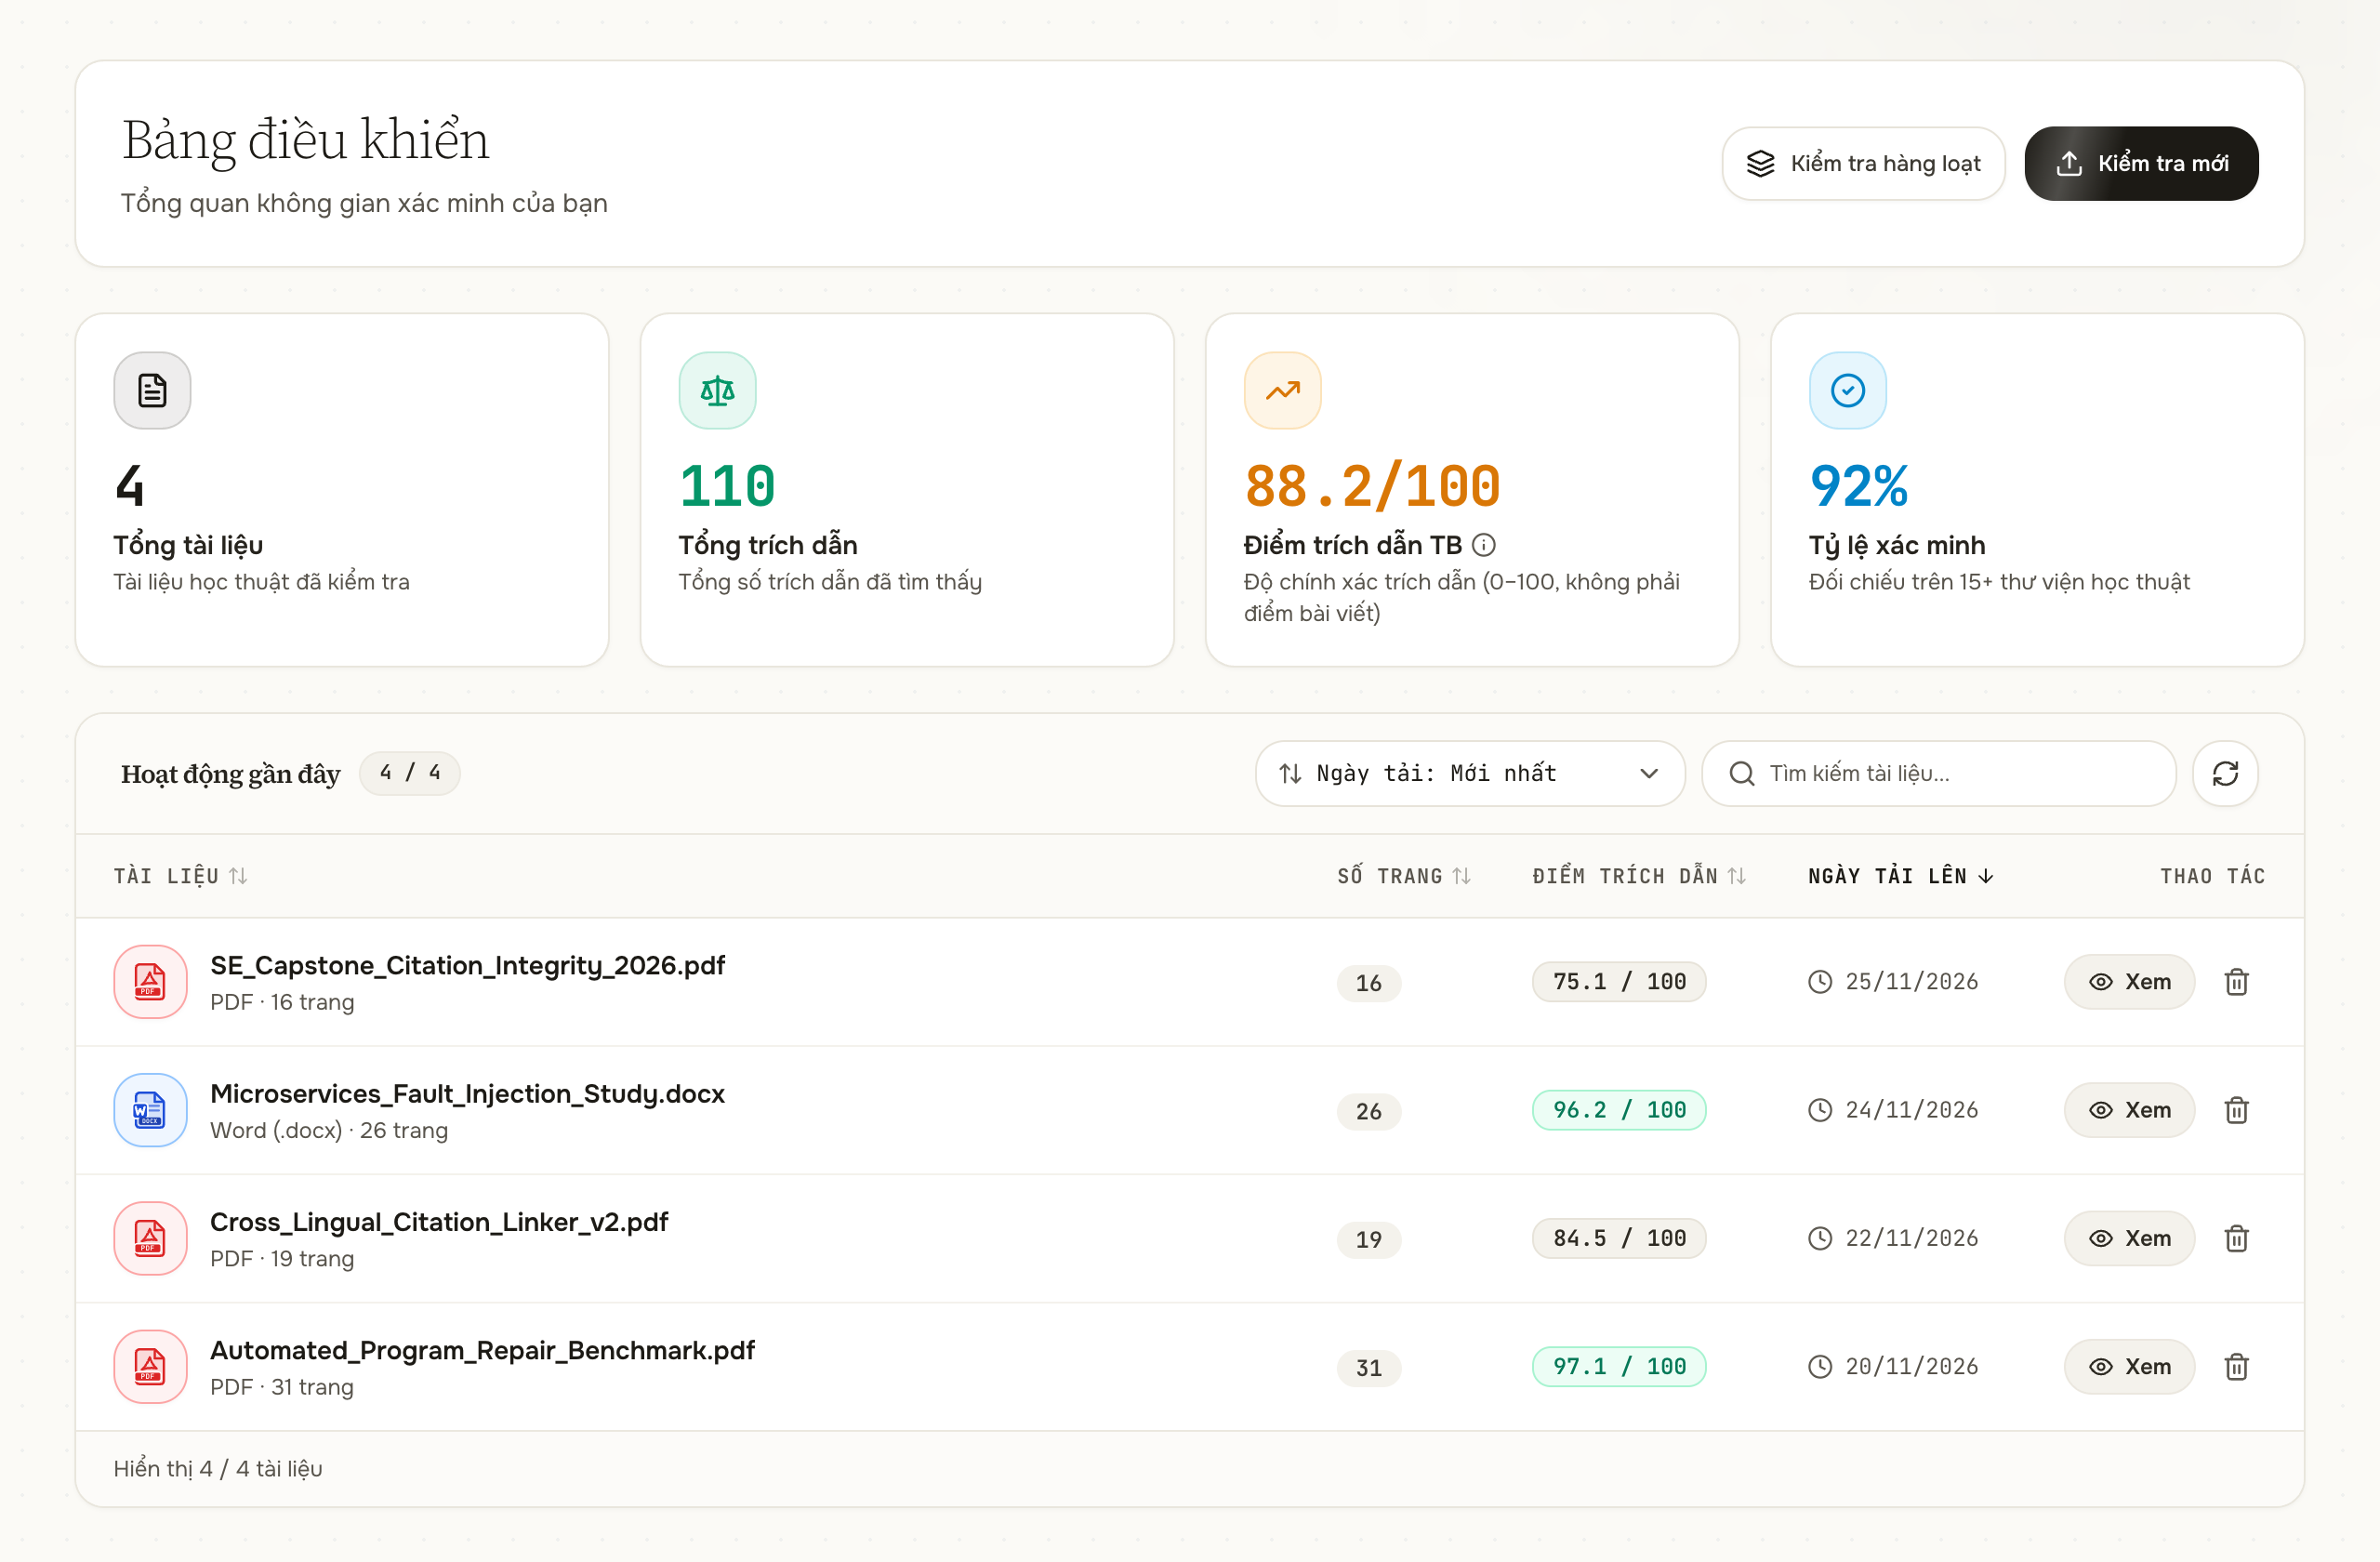 Bảng điều khiển
Tổng quan không gian xác minh của bạn
Kiểm tra hàng loạt
Kiểm tra mới
4
Tổng tài liệu
Tài liệu học thuật đã kiểm tra
110
Tổng trích dẫn
Tổng số trích dẫn đã tìm thấy
88.2/100
Điểm trích dẫn TB
Độ chính xác trích dẫn (0–100, không phải
điểm bài viết)
92%
Tỷ lệ xác minh
Đối chiếu trên 15+ thư viện học thuật
Hoạt động gần đây 4 / 4
Ngày tải: Mới nhất
Tìm kiếm tài liệu...
TÀI LIỆU SỐ TRANG ĐIỂM TRÍCH DẪN NGÀY TẢI LÊN THAO TÁC
PDF
SE_Capstone_Citation_Integrity_2026.pdf
PDF · 16 trang
16 75.1 / 100 25/11/2026 Xem
W DOCX
Microservices_Fault_Injection_Study.docx
Word (.docx) · 26 trang
26 96.2 / 100 24/11/2026 Xem
PDF
Cross_Lingual_Citation_Linker_v2.pdf
PDF · 19 trang
19 84.5 / 100 22/11/2026 Xem
PDF
Automated_Program_Repair_Benchmark.pdf
PDF · 31 trang
31 97.1 / 100 20/11/2026 Xem
Hiển thị 4 / 4 tài liệu